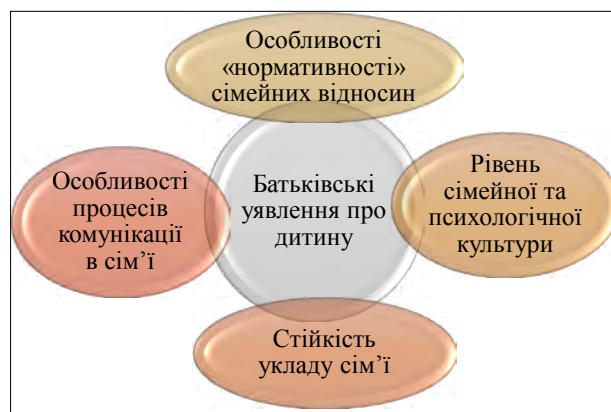 Особливості
«нормативності»
сімейних відносин
Особливості
процесів
комунікації
в сім’ї
Батьківські
уявлення про
дитину
Рівень
сімейної та
психологічної
культури
Стійкість
укладу сім’ї